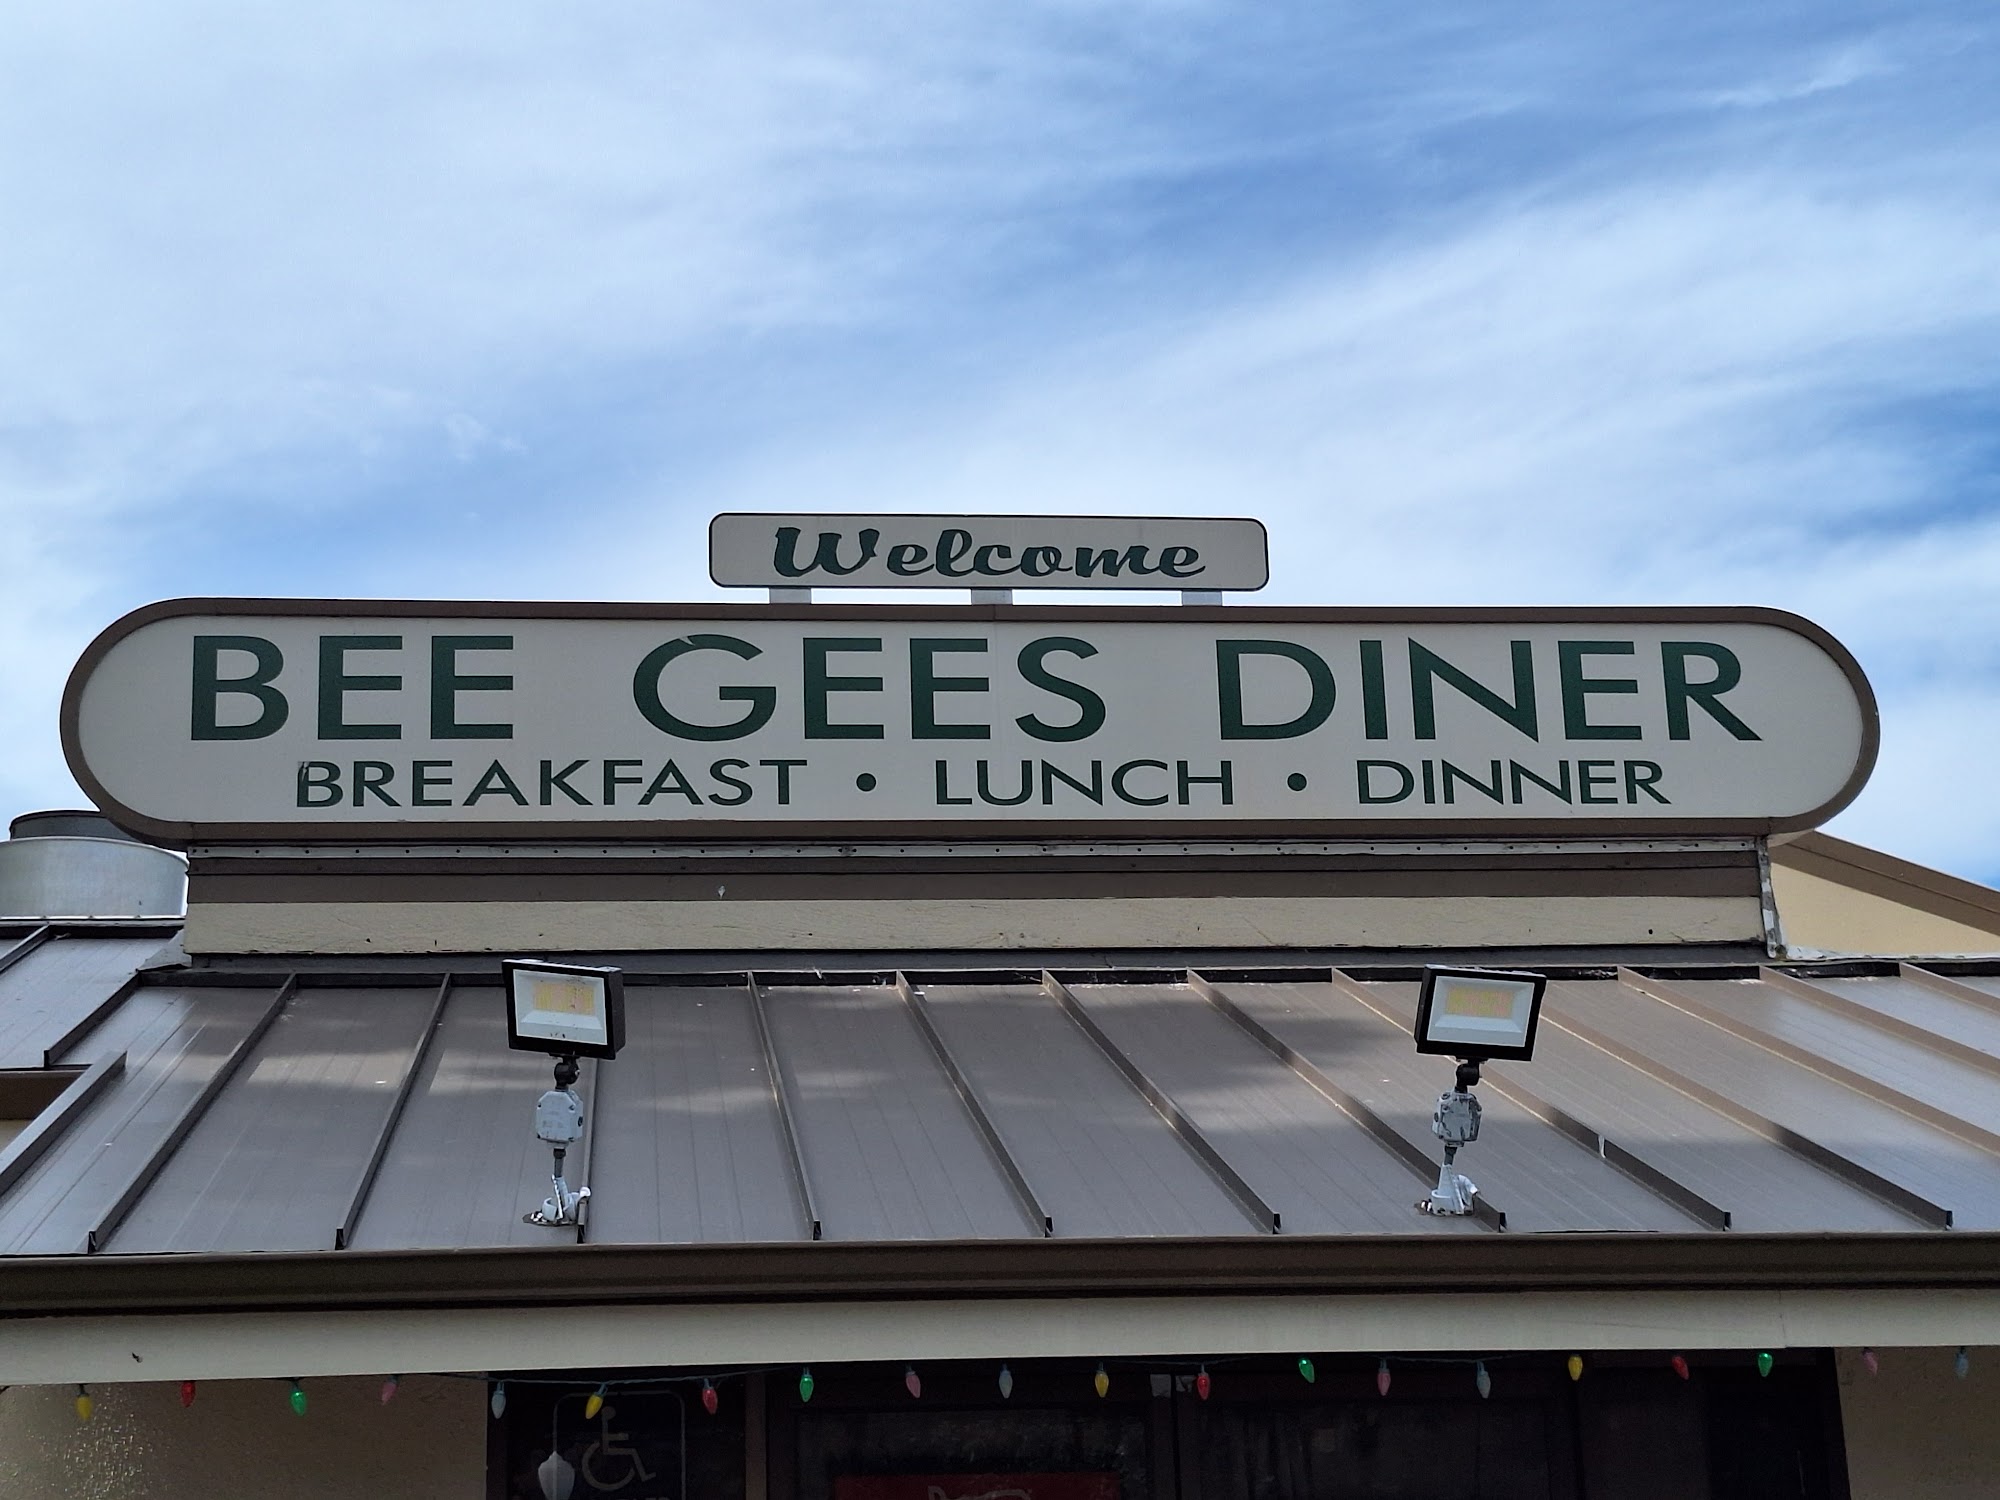 Welcome
BEE GEES DINER
BREAKFAST • LUNCH • DINNER